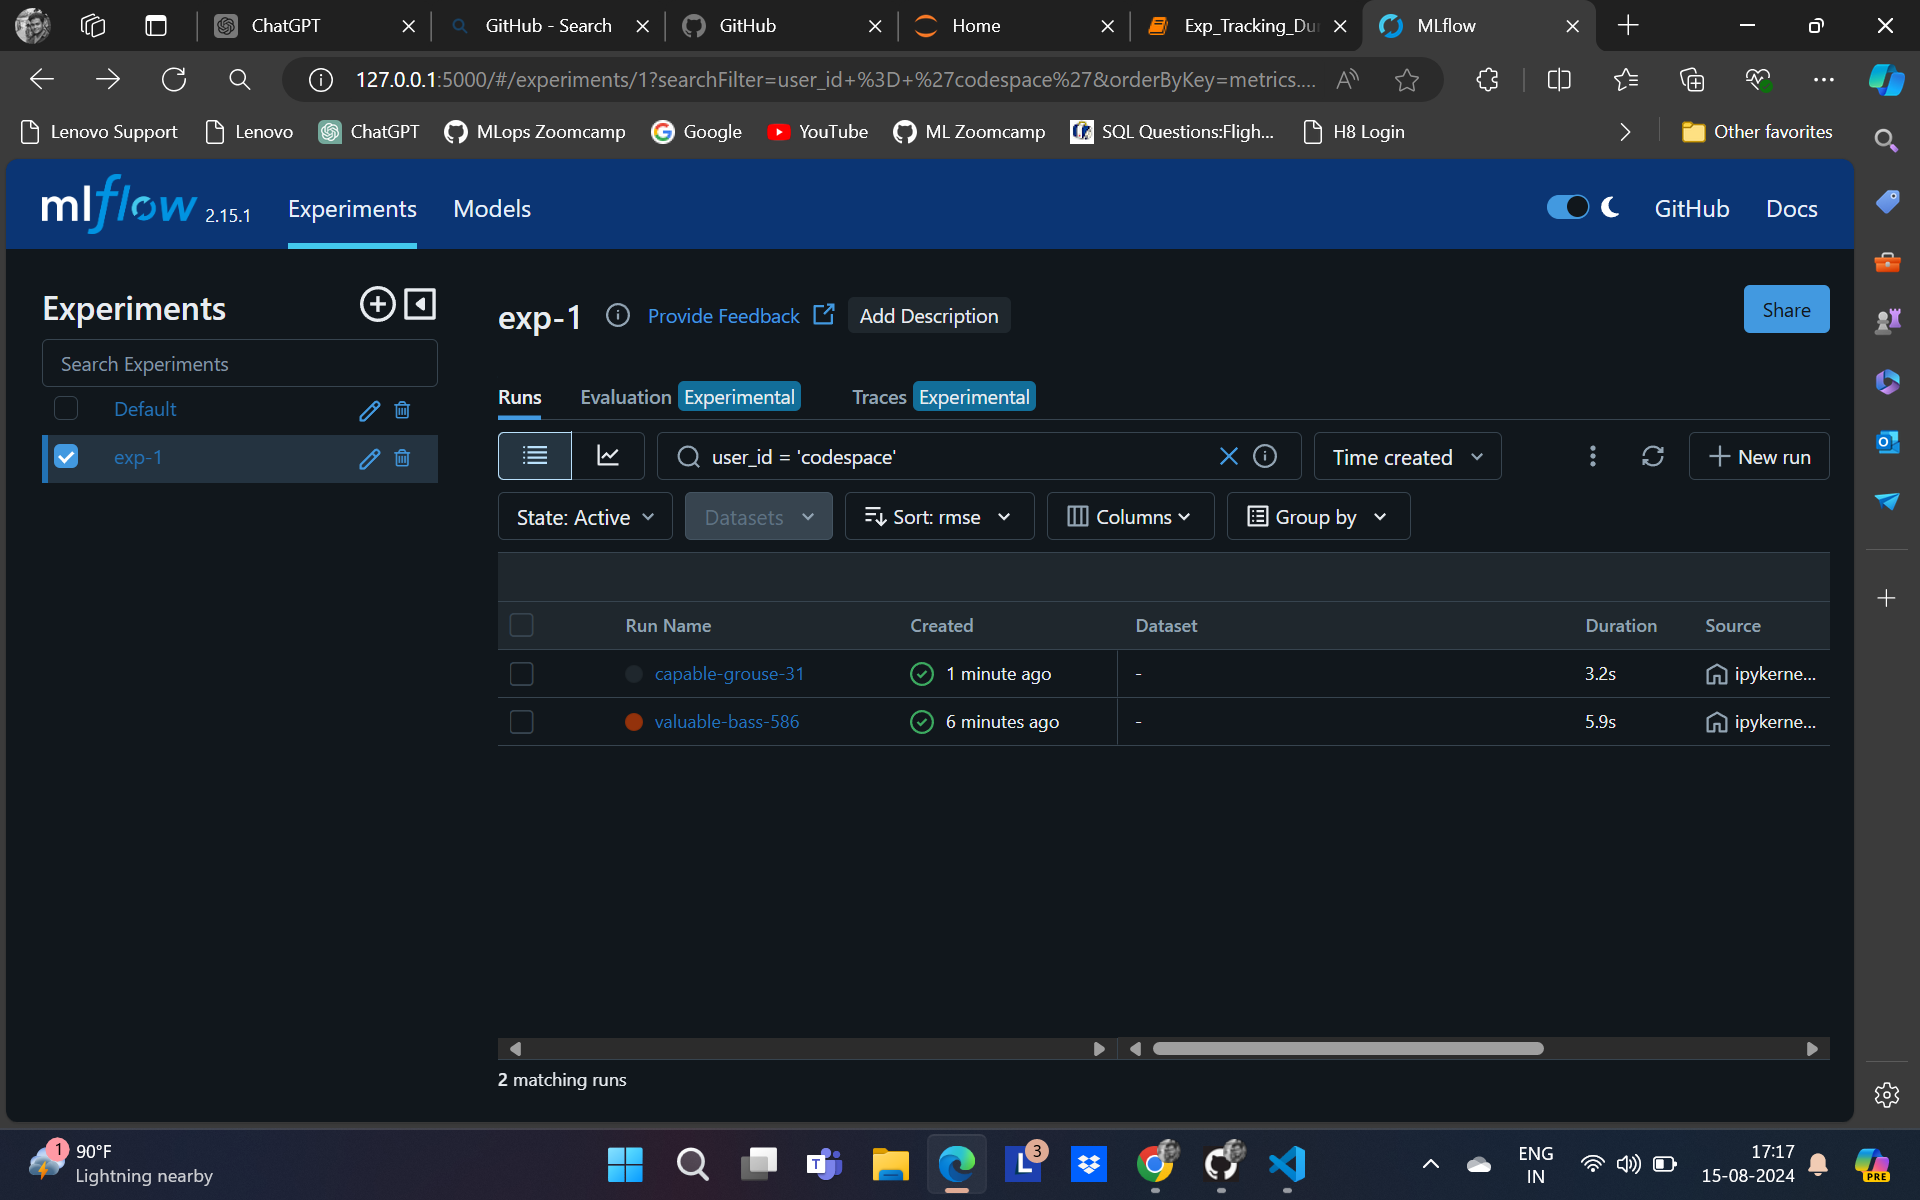 ChatGPT
GitHub - Search
GitHub
Home
Exp_Tracking_Du
MLflow
127.0.0.1:5000/#/experiments/1?searchFilter=user_id+%3D+%27codespace%27&orderByKey=metrics....
Lenovo Support
Lenovo
ChatGPT
MLops Zoomcamp
Google
YouTube
ML Zoomcamp
SQL Questions:Fligh...
H8 Login
Other favorites
mlflow 2.15.1
Experiments
Models
GitHub
Docs
Experiments
Search Experiments
Default
exp-1
exp-1
Provide Feedback
Add Description
Share
Runs
Evaluation Experimental
Traces Experimental
user_id = 'codespace'
Time created
New run
State: Active
Datasets
Sort: rmse
Columns
Group by
Run Name
Created
Dataset
Duration
Source
capable-grouse-31
1 minute ago
-
3.2s
ipykerne...
valuable-bass-586
6 minutes ago
-
5.9s
ipykerne...
2 matching runs
1
90°F
Lightning nearby
T
L
3
ENG
IN
17:17
15-08-2024
PRE